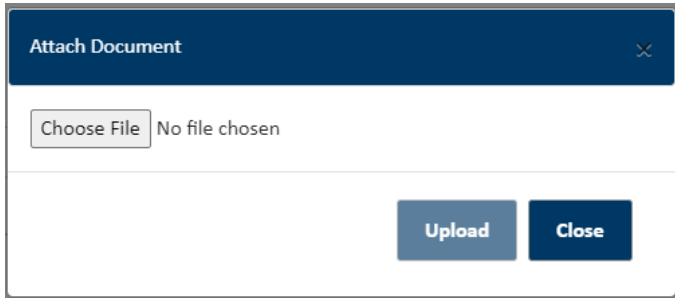 Attach Document ×
Choose File No file chosen
Upload Close